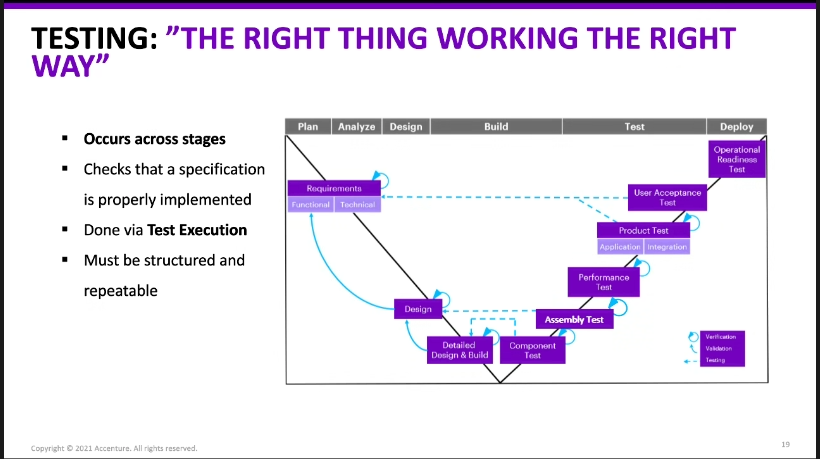 TESTING: ”THE RIGHT THING WORKING THE RIGHT
WAY”
▪ Occurs across stages
▪ Checks that a specification
is properly implemented
▪ Done via Test Execution
▪ Must be structured and
repeatable
Plan Analyze Design Build Test Deploy
Operational
Readiness
Test
Requirements
Functional Technical
User Acceptance
Test
Product Test
Application Integration
Performance
Test
Design
Assembly Test
Detailed
Design & Build
Component
Test
Verification
Validation
Testing
Copyright © 2021 Accenture. All rights reserved.
19